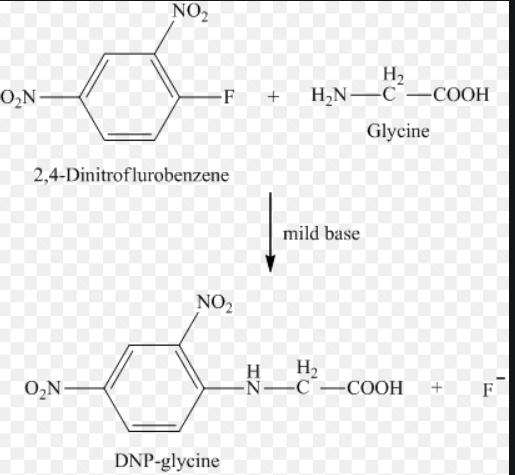 NO₂
O₂N
F
+
H₂N—C—COOH
H₂
Glycine
2,4-Dinitroflurobenzene
mild base
NO₂
O₂N
H
N
H₂
C—COOH
+
F⁻
DNP-glycine